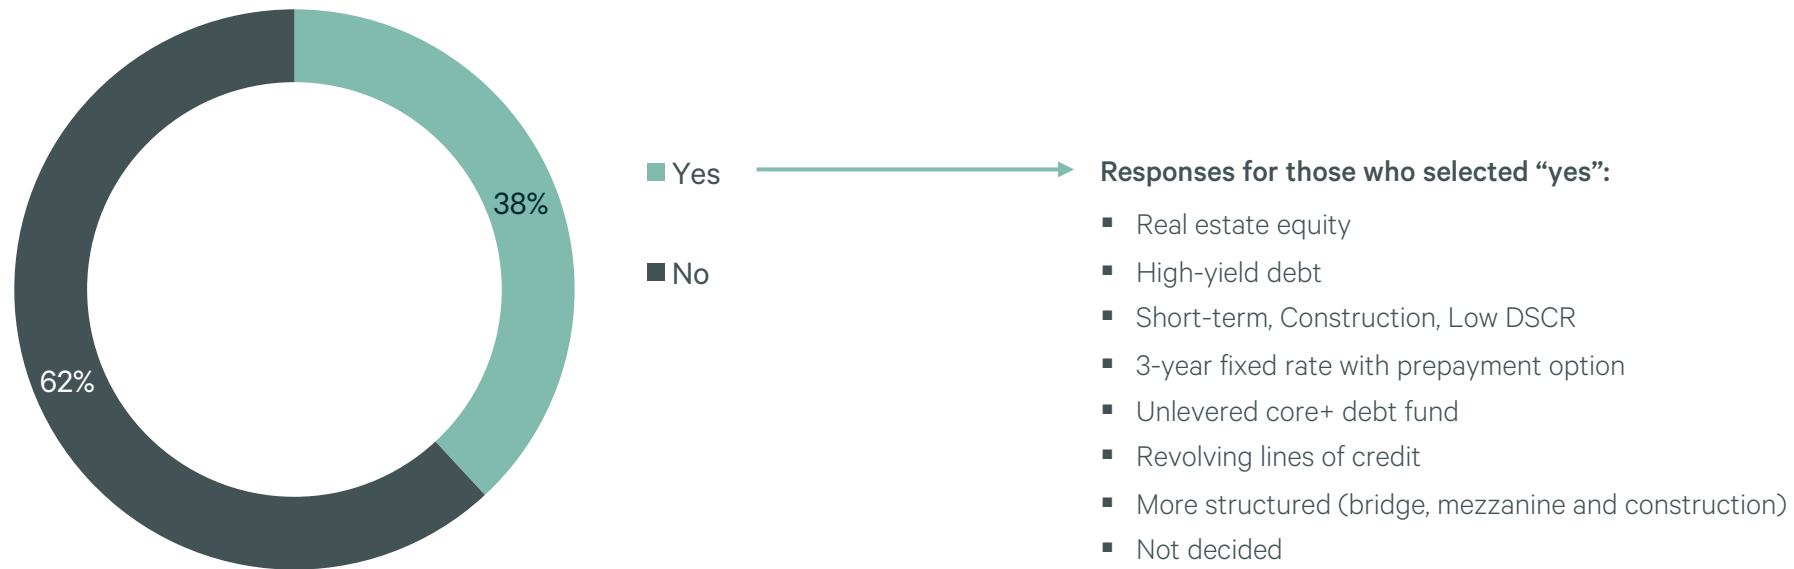 38%
62%
Yes
No
Responses for those who selected “yes”:
▪ Real estate equity
▪ High-yield debt
▪ Short-term, Construction, Low DSCR
▪ 3-year fixed rate with prepayment option
▪ Unlevered core+ debt fund
▪ Revolving lines of credit
▪ More structured (bridge, mezzanine and construction)
▪ Not decided